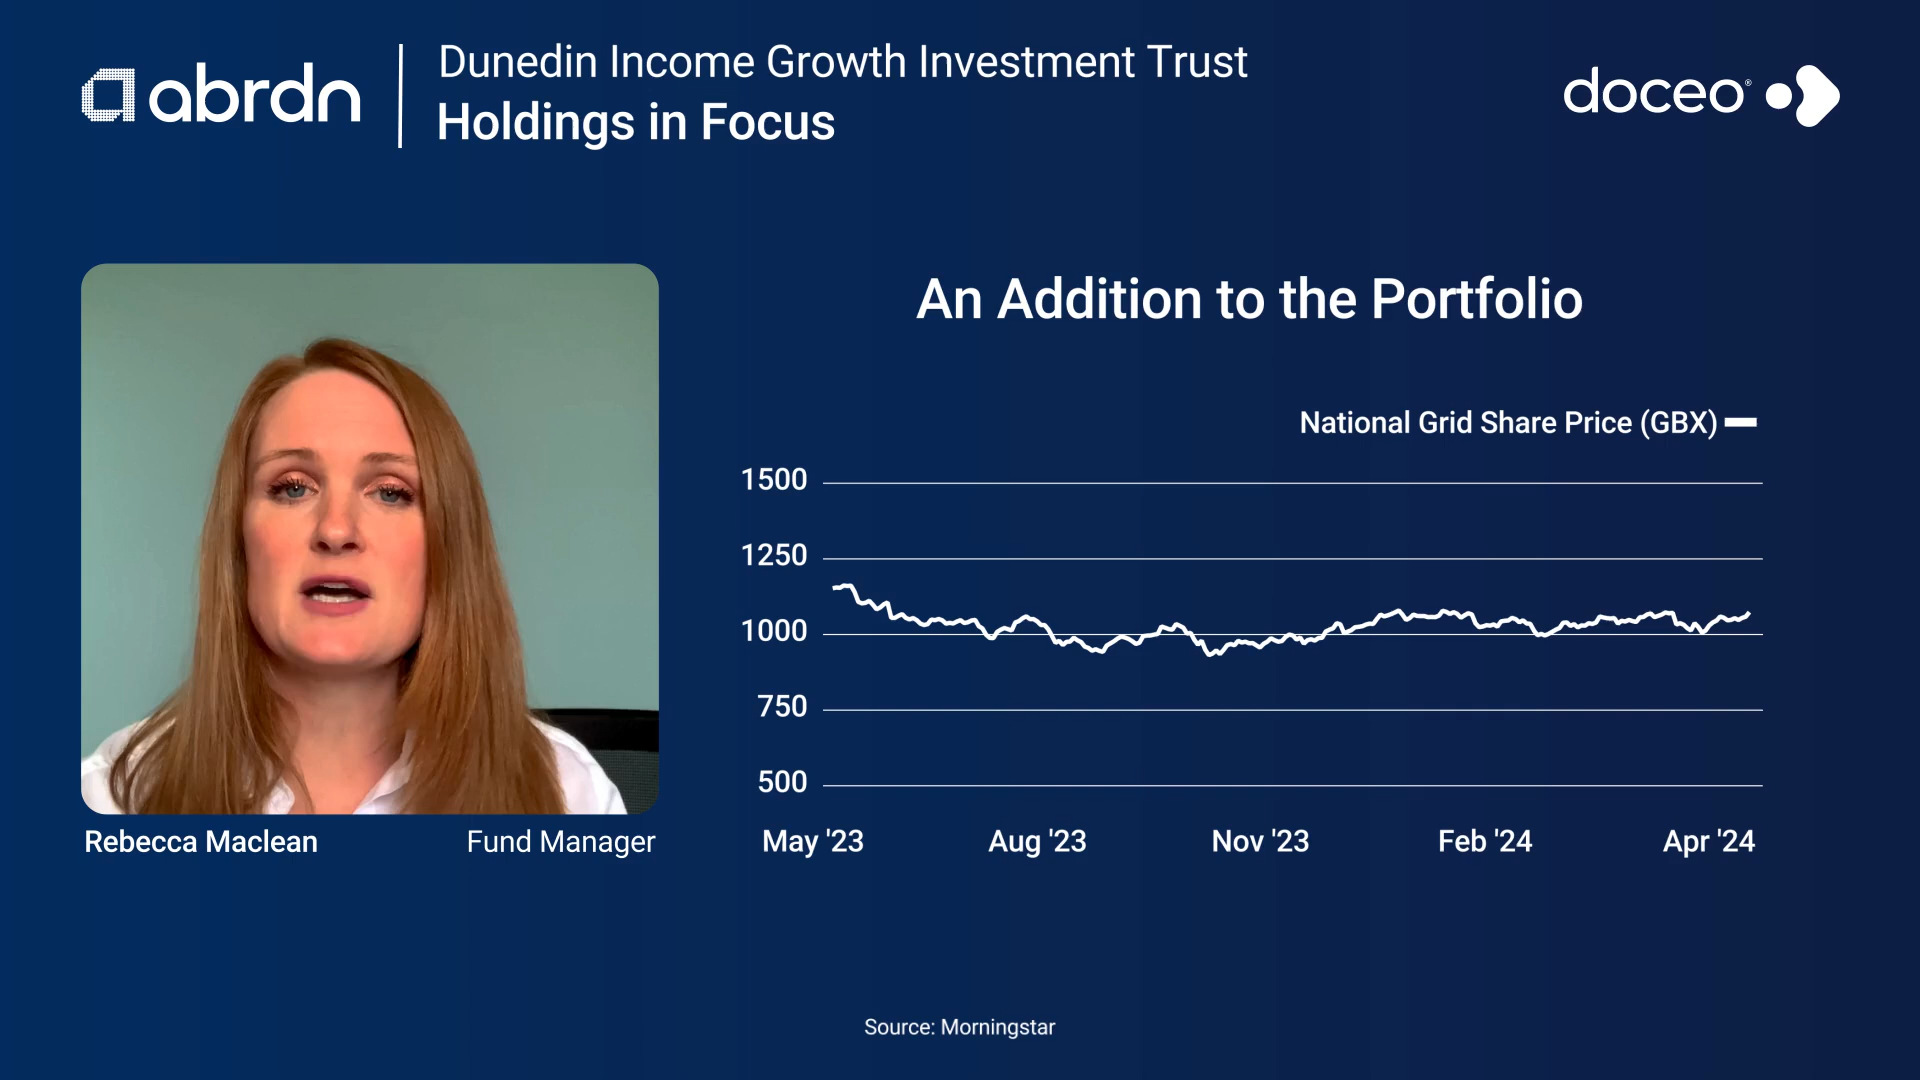 abrdn
Dunedin Income Growth Investment Trust
Holdings in Focus
doceo®
An Addition to the Portfolio
National Grid Share Price (GBX)
1500
1250
1000
750
500
May '23
Aug '23
Nov '23
Feb '24
Apr '24
Rebecca Maclean
Fund Manager
Source: Morningstar